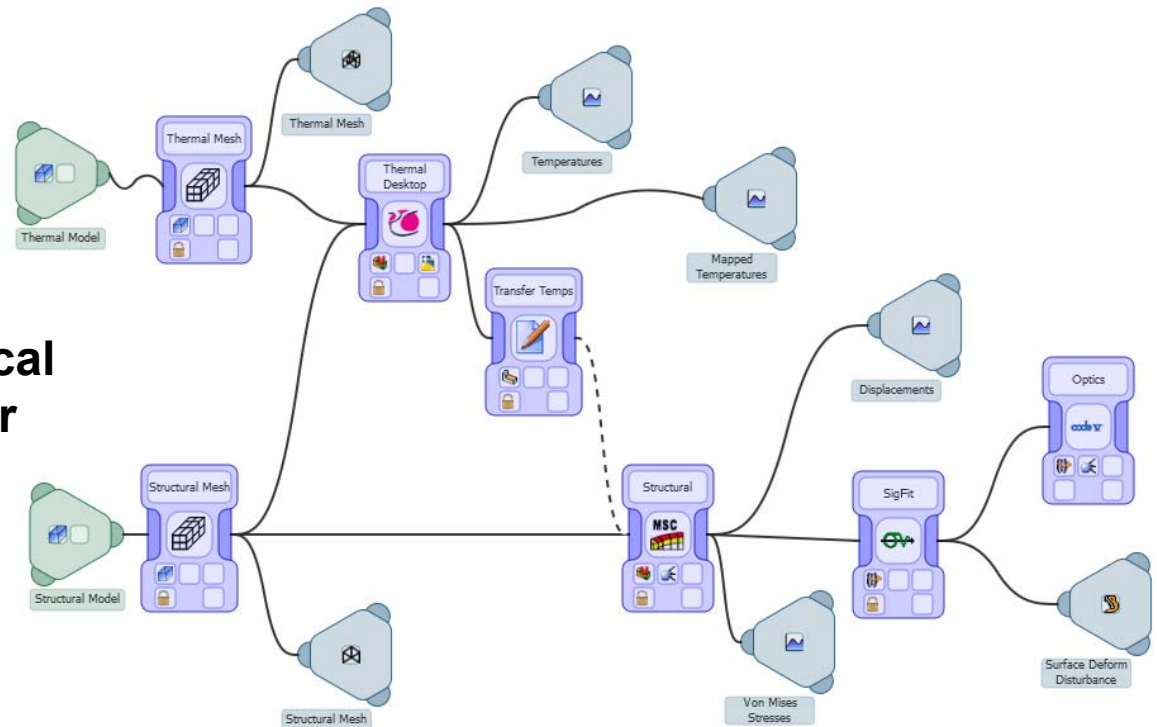 Thermal Mesh
Thermal Mesh
Thermal Model
Thermal
Desktop
Temperatures
Mapped
Temperatures
Transfer Temps
cal
r
Displacements
Optics
code v
Structural Mesh
Structural
MSC
SigFit
Structural Model
Structural Mesh
Von Mises
Stresses
Surface Deform
Disturbance